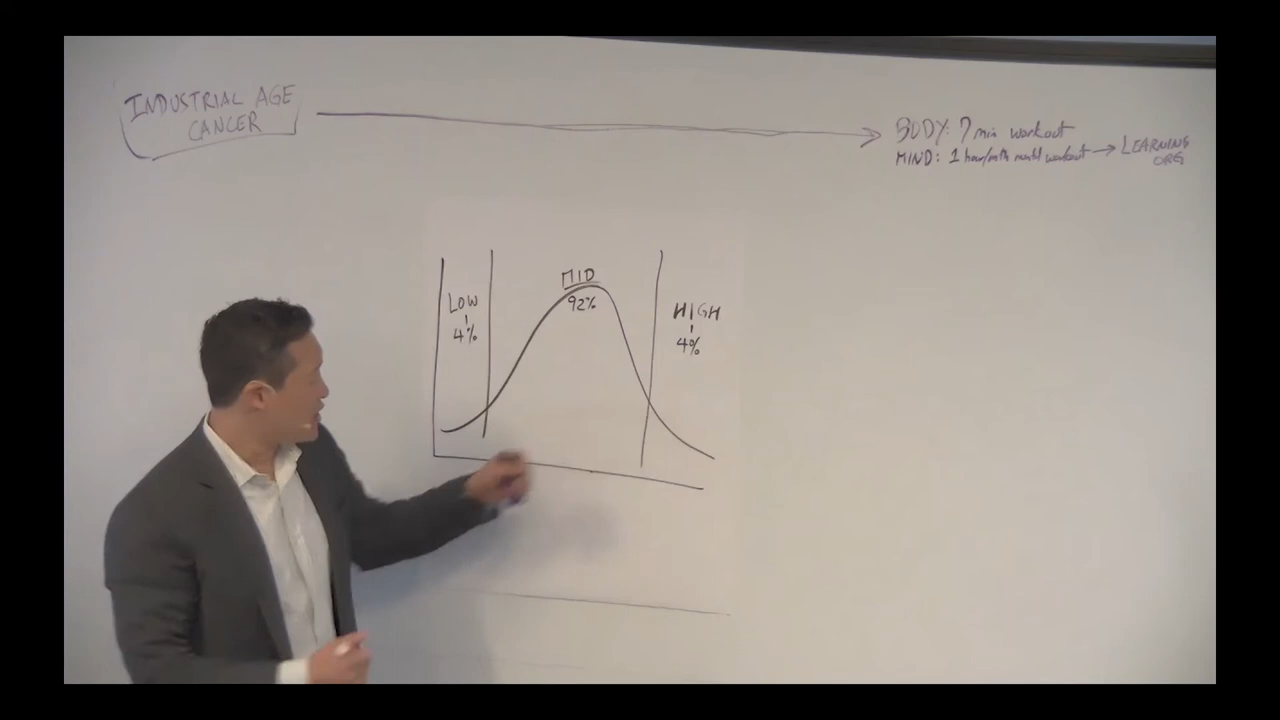 INDUSTRIAL AGE
CANCER
BODY: 7 min workout
MIND: 1 hour/mth mental workout → LEARNING
ORG
MID
92%
LOW
4%
HIGH
4%